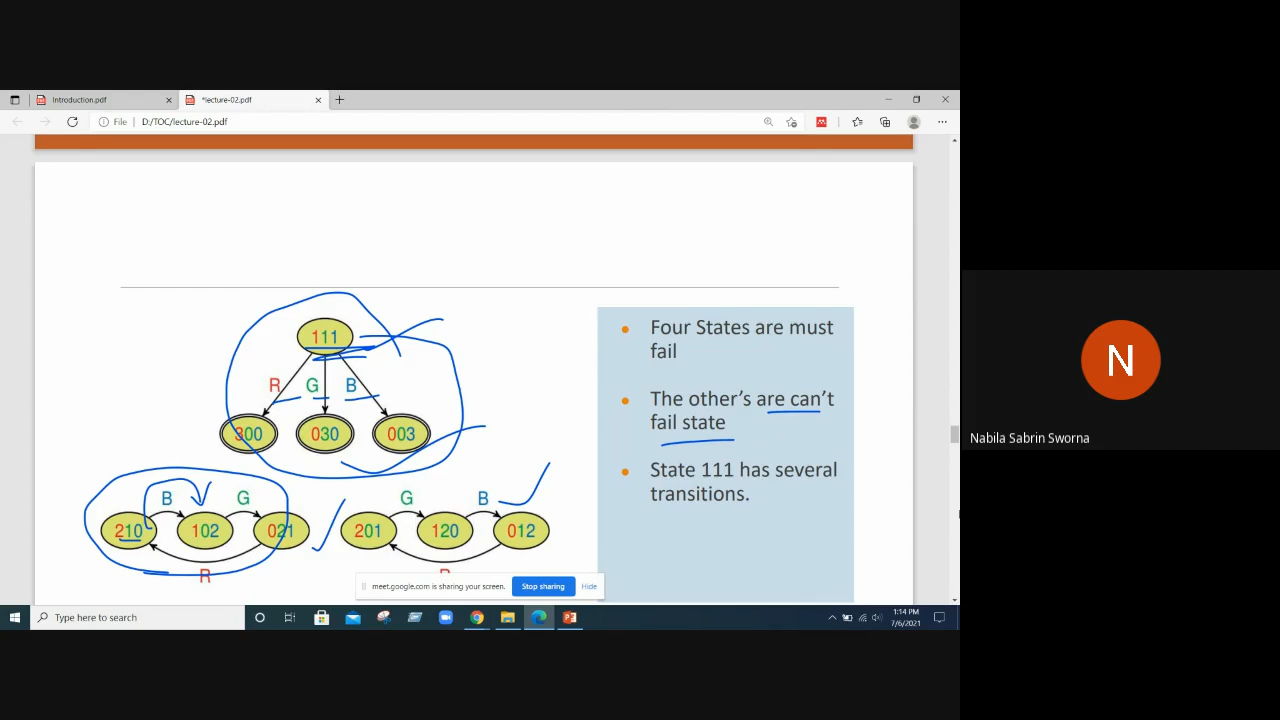 Introduction.pdf
*lecture-02.pdf
File
D:/TOC/lecture-02.pdf
111
R G B
300 030 003
B G
210 102 021
R
G B
201 120 012
Four States are must
fail
The other's are can't
fail state
State 111 has several
transitions.
meet.google.com is sharing your screen.
Stop sharing
Hide
N
Nabila Sabrin Sworna
Type here to search
1:14 PM
7/6/2021